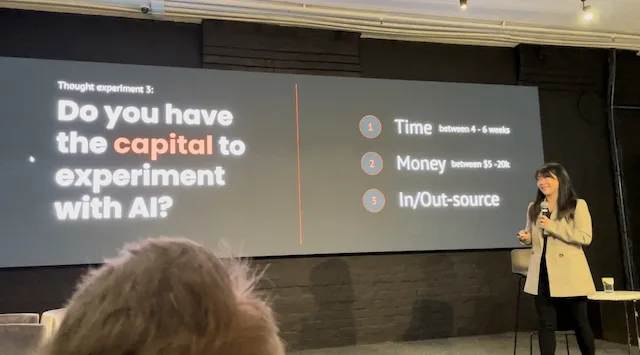 Thought experiment 3:
Do you have
the capital to
experiment
with AI?
1 Time between 4 - 6 weeks
2 Money between $5 -20k
3 In/Out-source